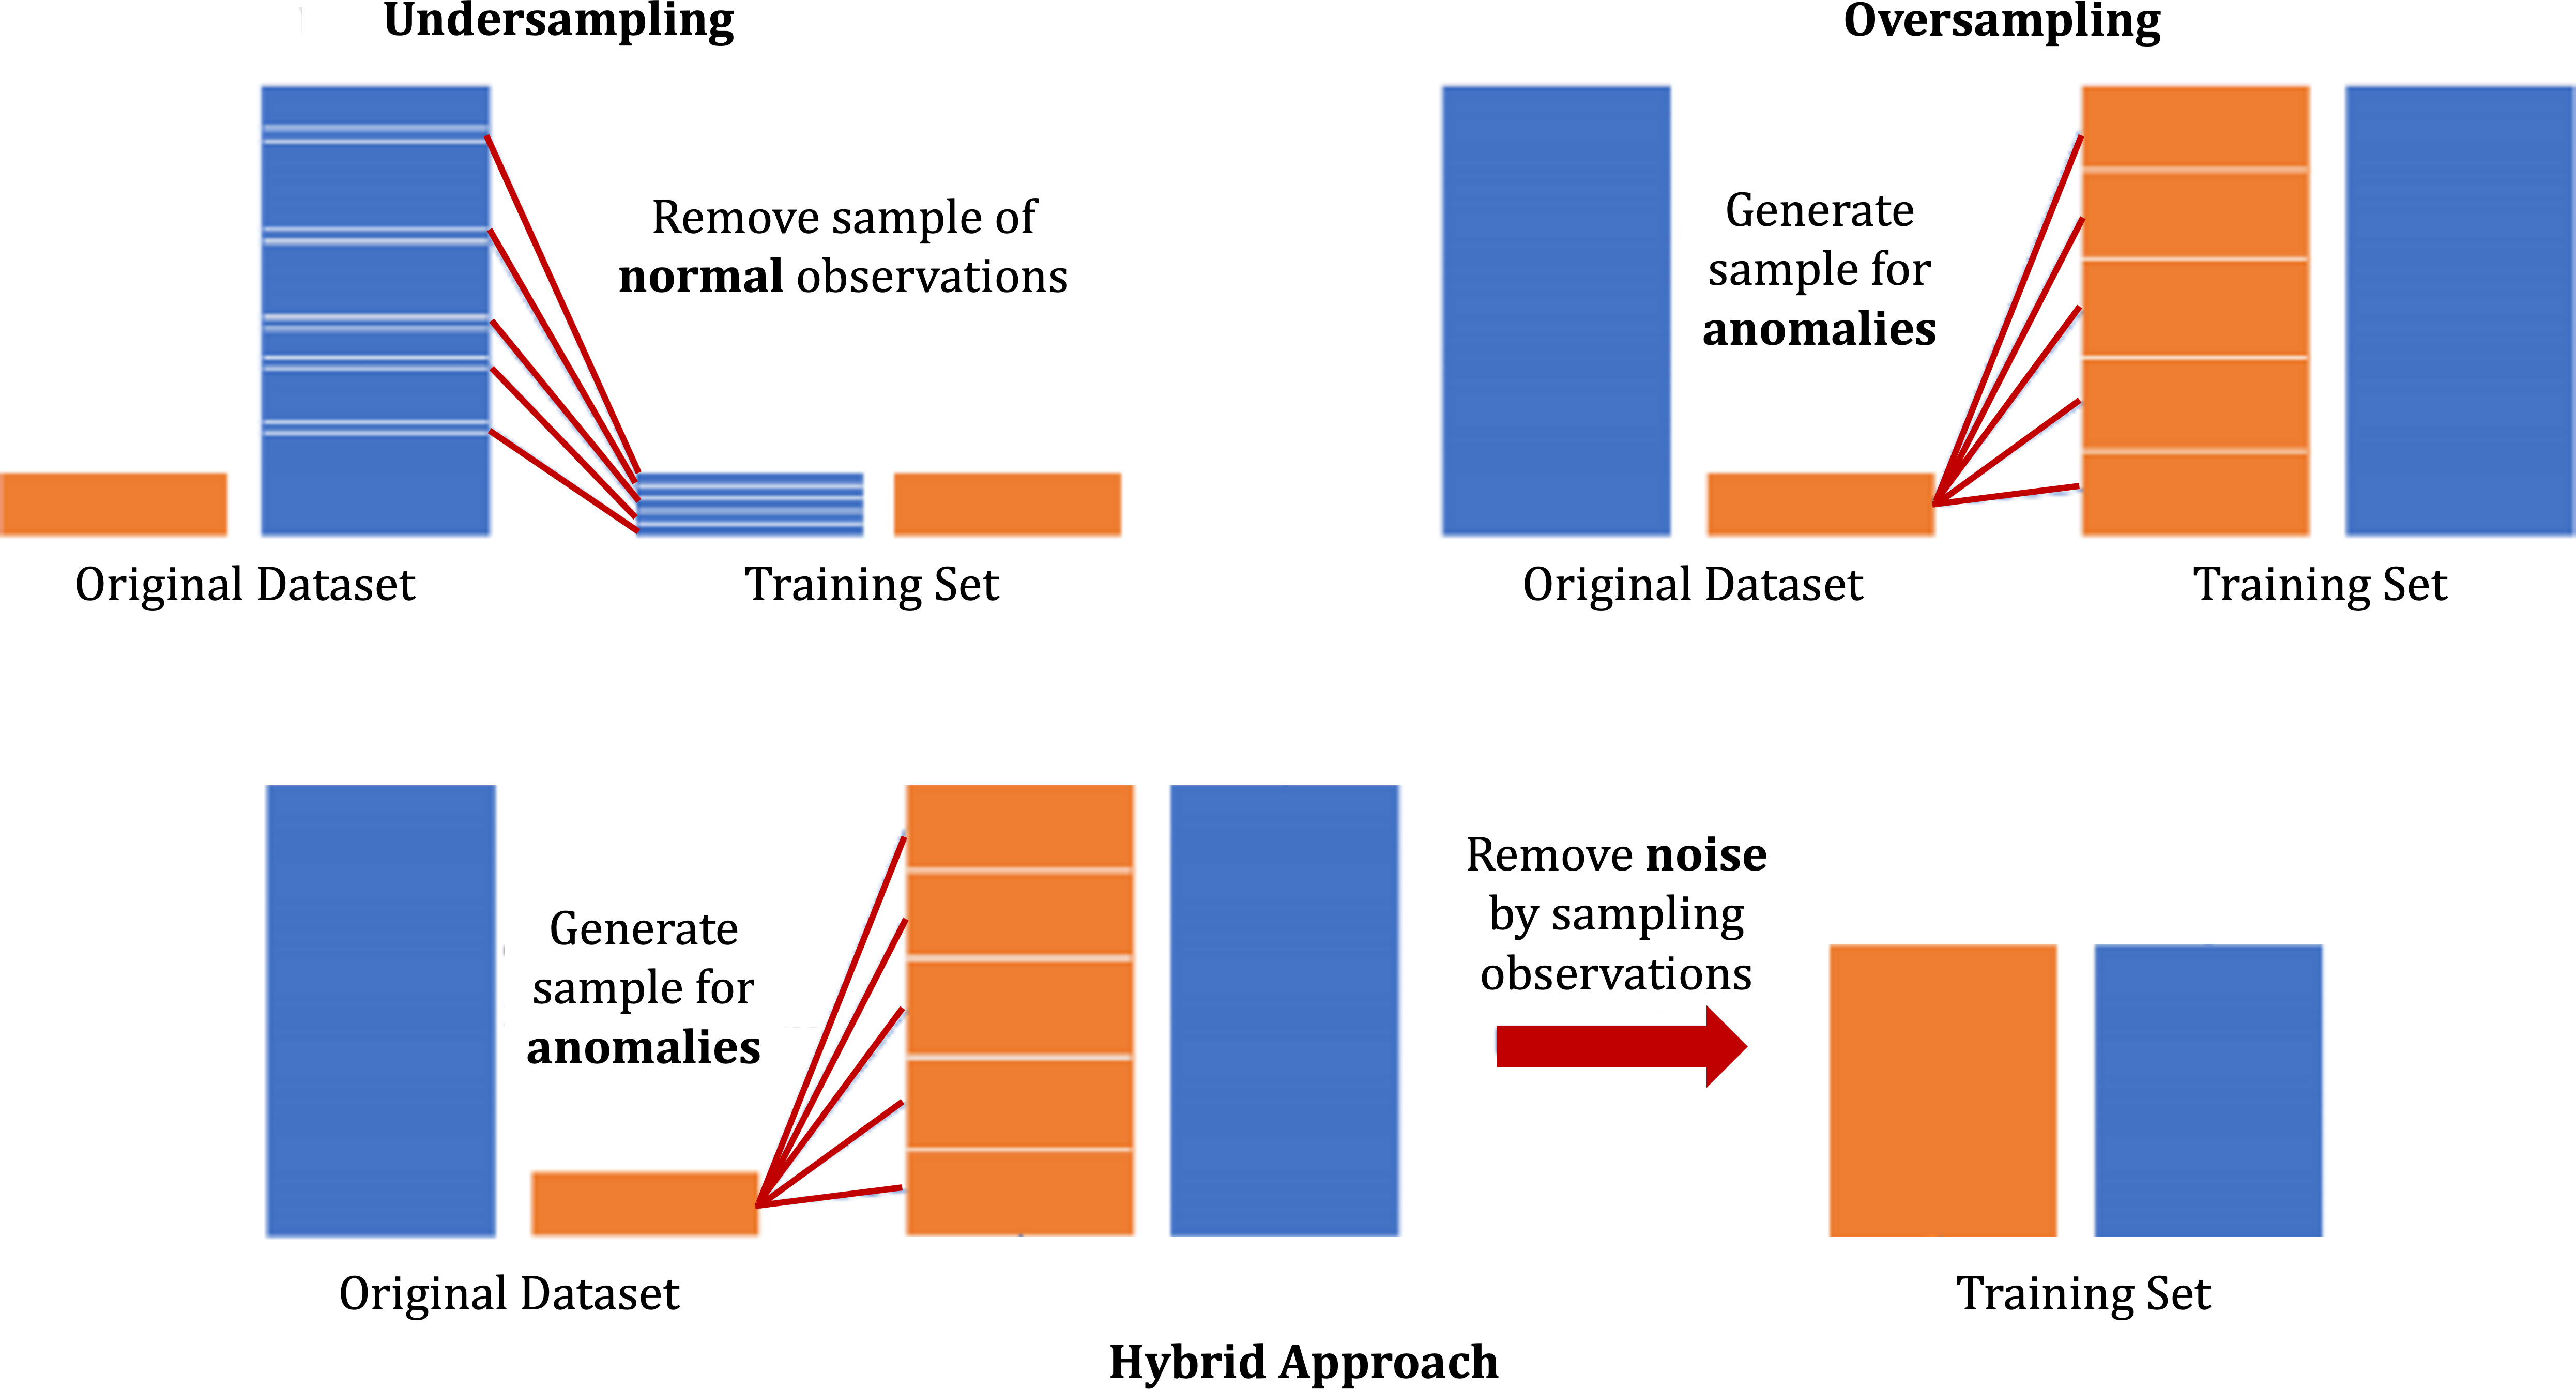 Undersampling
Remove sample of
normal observations
Original Dataset
Training Set
Oversampling
Generate
sample for
anomalies
Original Dataset
Training Set
Generate
sample for
anomalies
Remove noise
by sampling
observations
Original Dataset
Training Set
Hybrid Approach